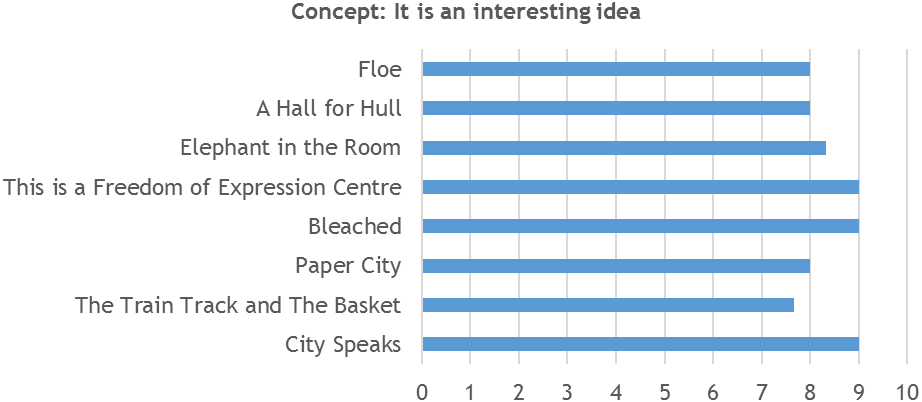 Concept: It is an interesting idea
Floe
A Hall for Hull
Elephant in the Room
This is a Freedom of Expression Centre
Bleached
Paper City
The Train Track and The Basket
City Speaks
0 1 2 3 4 5 6 7 8 9 10